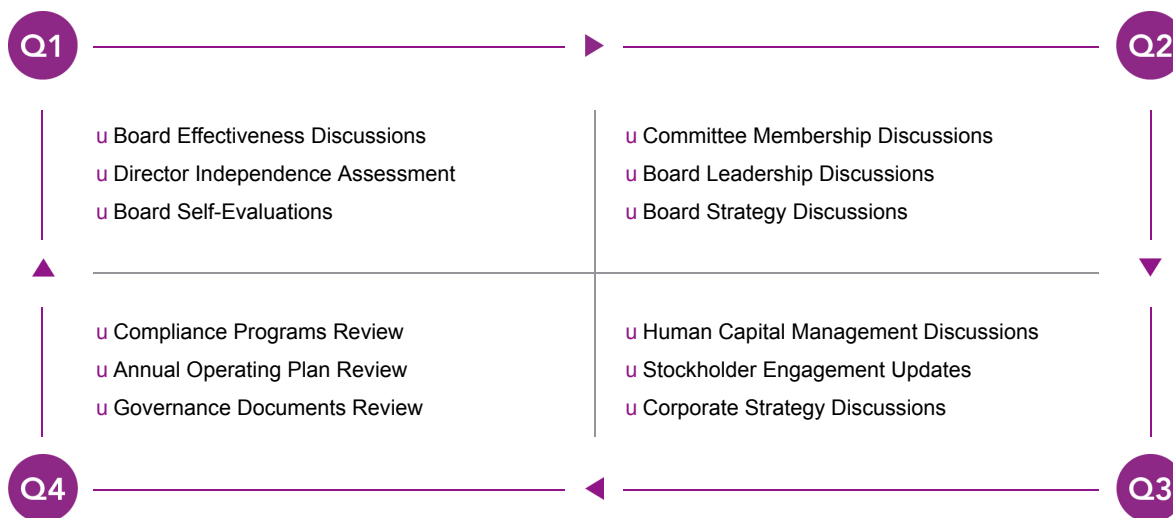 Q1
Q2
u Board Effectiveness Discussions
u Director Independence Assessment
u Board Self-Evaluations
u Committee Membership Discussions
u Board Leadership Discussions
u Board Strategy Discussions
u Compliance Programs Review
u Annual Operating Plan Review
u Governance Documents Review
u Human Capital Management Discussions
u Stockholder Engagement Updates
u Corporate Strategy Discussions
Q4
Q3